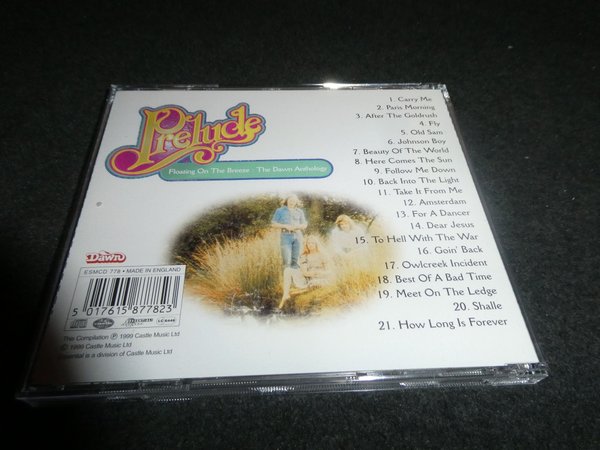 Prelude
Floating On The Breeze - The Dawn Anthology
1. Carry Me
2. Paris Morning
3. After The Goldrush
4. Fly
5. Old Sam
6. Johnson Boy
7. Beauty Of The World
8. Here Comes The Sun
9. Follow Me Down
10. Back Into The Light
11. Take It From Me
12. Amsterdam
13. For A Dancer
14. Dear Jesus
15. To Hell With The War
16. Goin' Back
17. Owlcreek Incident
18. Best Of A Bad Time
19. Meet On The Ledge
20. Shalle
21. How Long Is Forever
Dawn
ESMCD 778 • MADE IN ENGLAND
5 017615 877823
This Compilation ℗ 1999 Castle Music Ltd
© 1999 Castle Music Ltd
Essential is a division of Castle Music Ltd